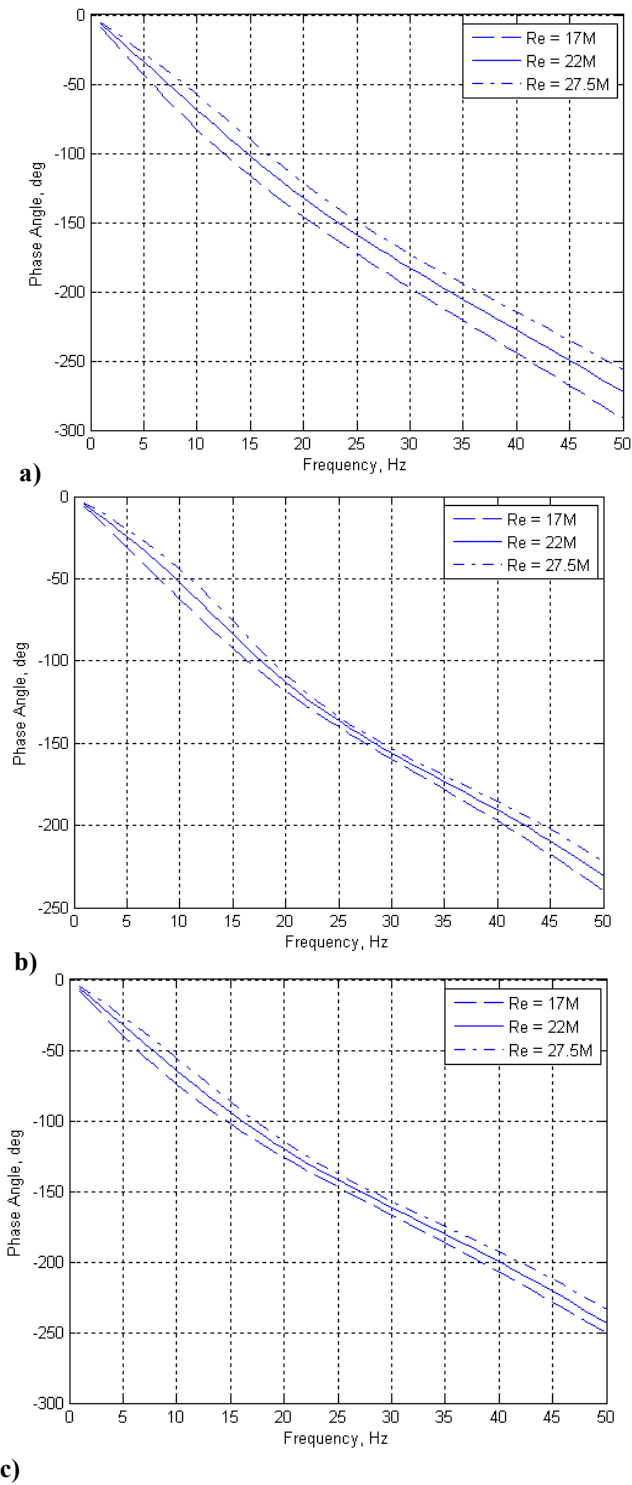 0
-50
-100
-150
-200
-250
-300
Phase Angle, deg
Re = 17M
Re = 22M
Re = 27.5M
0 5 10 15 20 25 30 35 40 45 50
Frequency, Hz
a)
0
-50
-100
-150
-200
-250
Phase Angle, deg
Re = 17M
Re = 22M
Re = 27.5M
0 5 10 15 20 25 30 35 40 45 50
Frequency, Hz
b)
0
-50
-100
-150
-200
-250
-300
Phase Angle, deg
Re = 17M
Re = 22M
Re = 27.5M
0 5 10 15 20 25 30 35 40 45 50
Frequency, Hz
c)